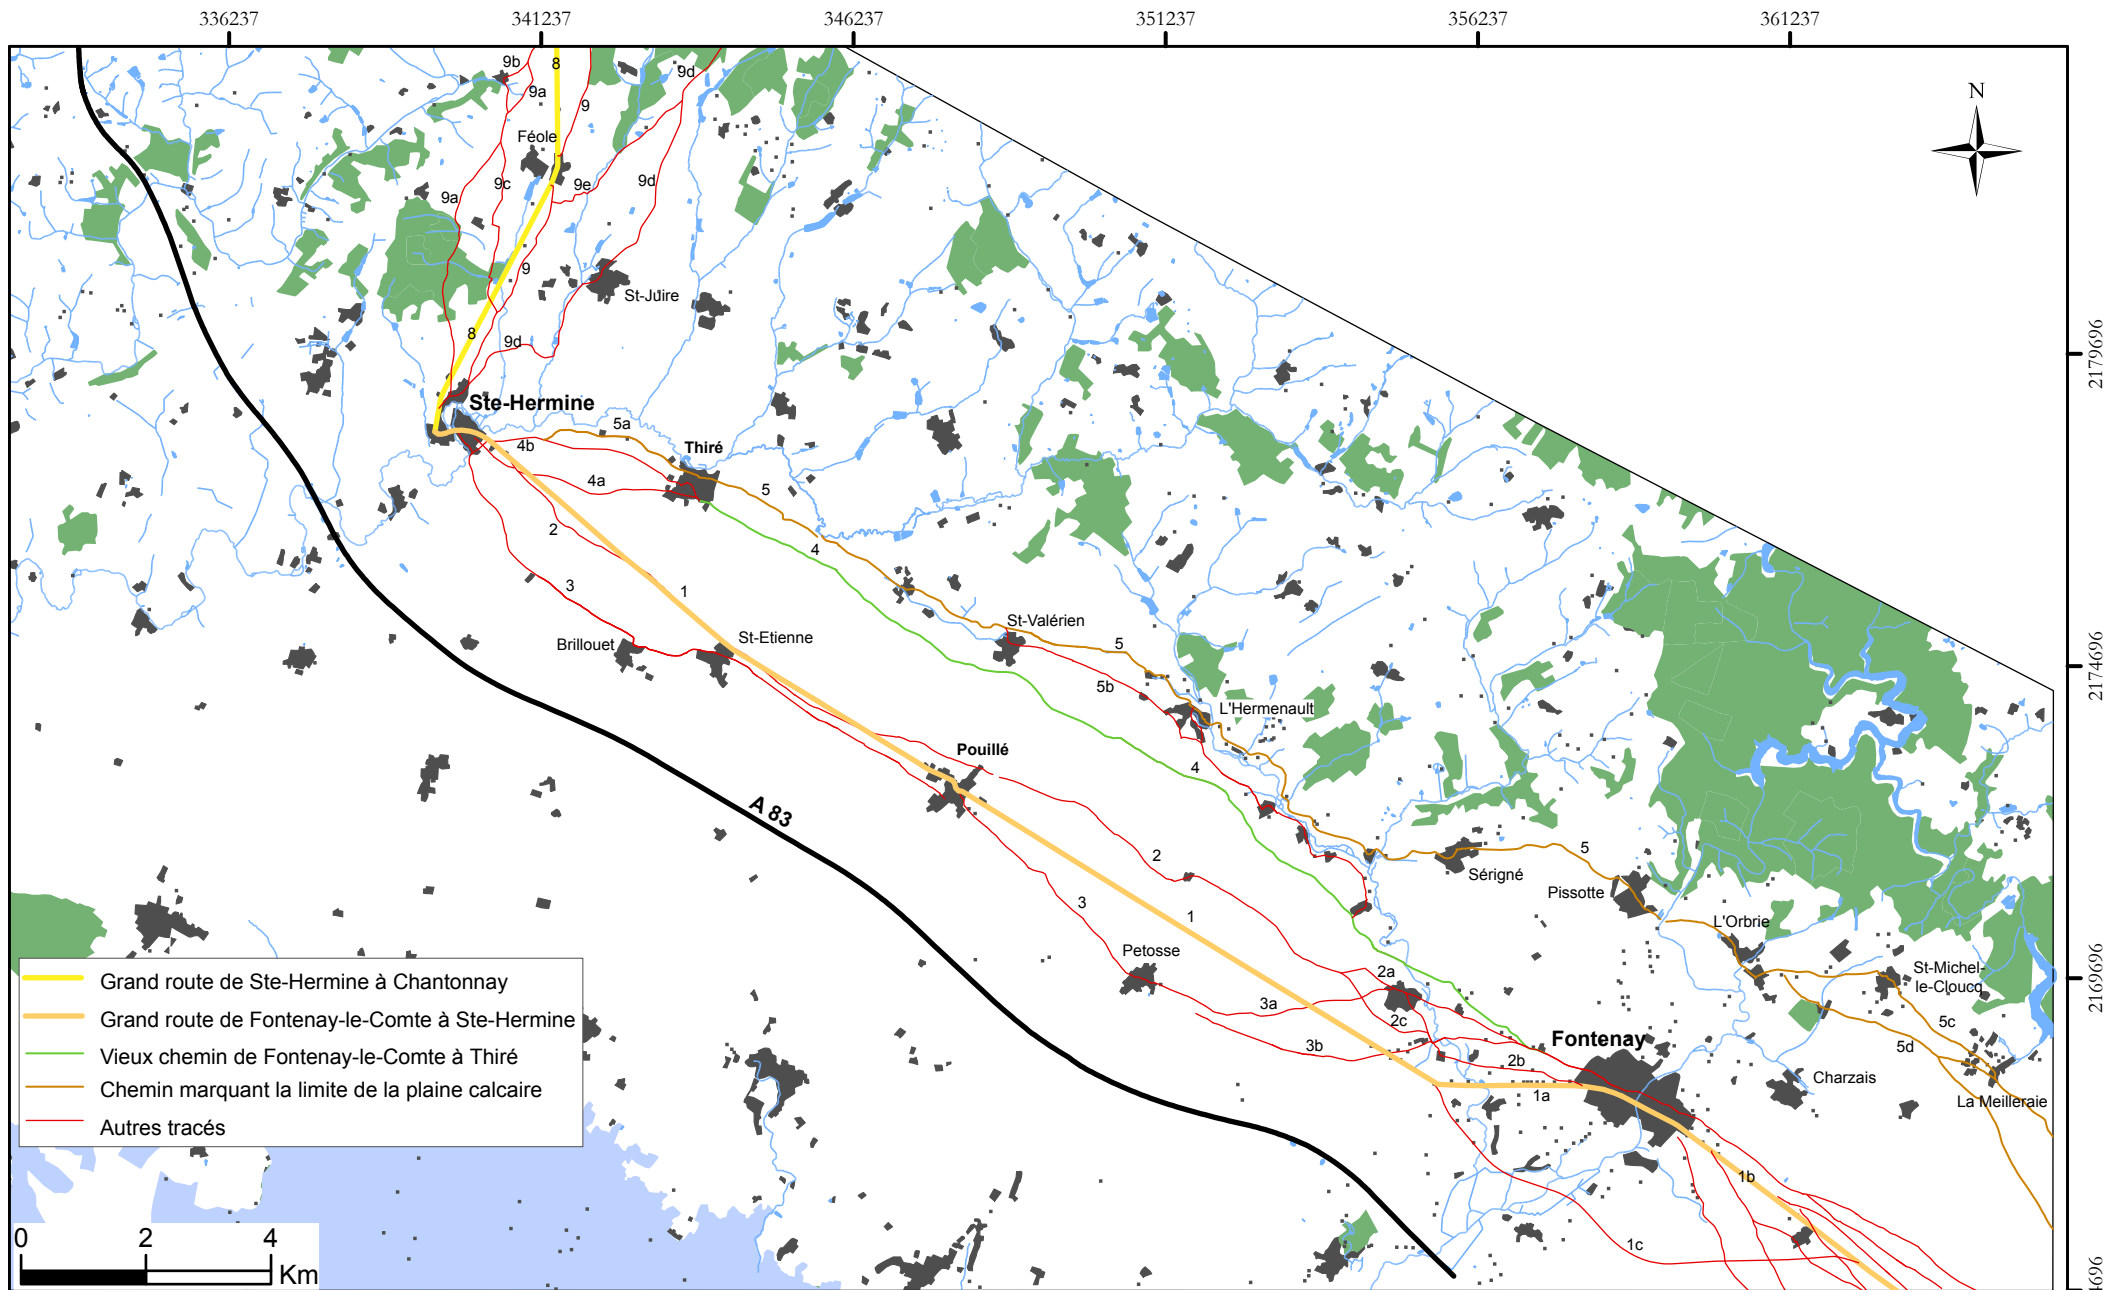 336237 341237 346237 351237 356237 361237
N
9b 8 9d
9a 9
Féole
9c 9e 9d
9a
9
St-Juire
8
9d
2179696
Ste-Hermine
5a
4b Thiré
4a 5
2 4
3 1
St-Valérien
Brillouet St-Etienne 5
2174696
5b
L'Hermenault
Pouillé
4
A 83
2 5
Sérigné
Pissotte
3 1
L'Orbrie
Petosse
2a St-Michel-
le-Cloucq
2169696
3a
2c 5c
3b Fontenay 5d
2b
1a Charzais
La Meilleraie
1b
1c
Grand route de Ste-Hermine à Chantonnay
Grand route de Fontenay-le-Comte à Ste-Hermine
Vieux chemin de Fontenay-le-Comte à Thiré
Chemin marquant la limite de la plaine calcaire
Autres tracés
0 2 4
Km